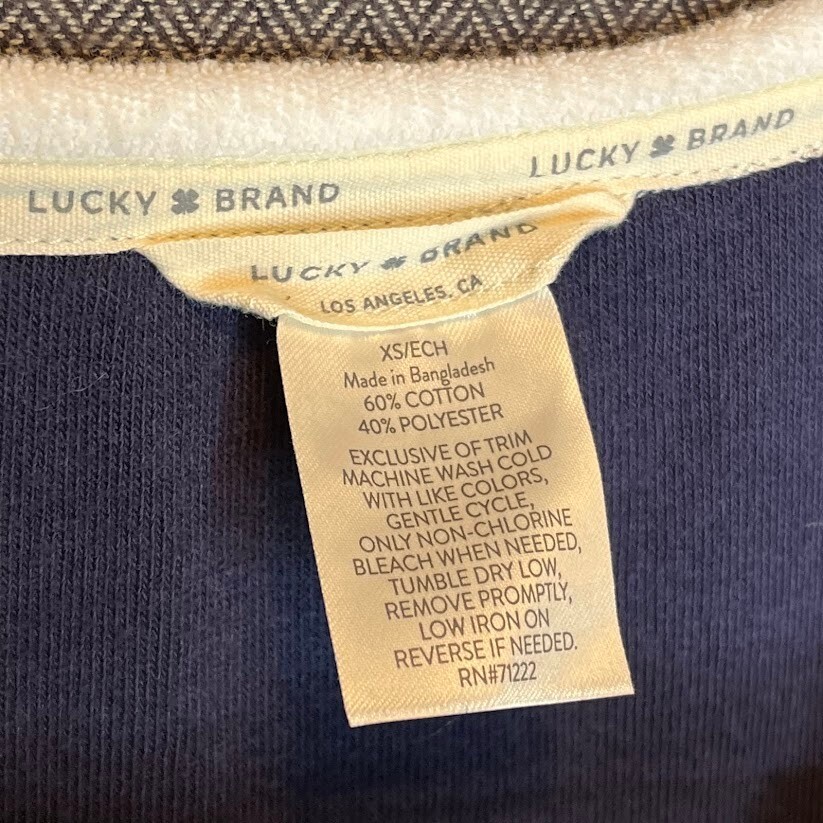 LUCKY BRAND
LUCKY BRAND
LUCKY BRAND
LOS ANGELES, CA
XS/ECH
Made in Bangladesh
60% COTTON
40% POLYESTER
EXCLUSIVE OF TRIM
MACHINE WASH COLD
WITH LIKE COLORS,
GENTLE CYCLE,
ONLY NON-CHLORINE
BLEACH WHEN NEEDED,
TUMBLE DRY LOW,
REMOVE PROMPTLY,
LOW IRON ON
REVERSE IF NEEDED.
RN#71222